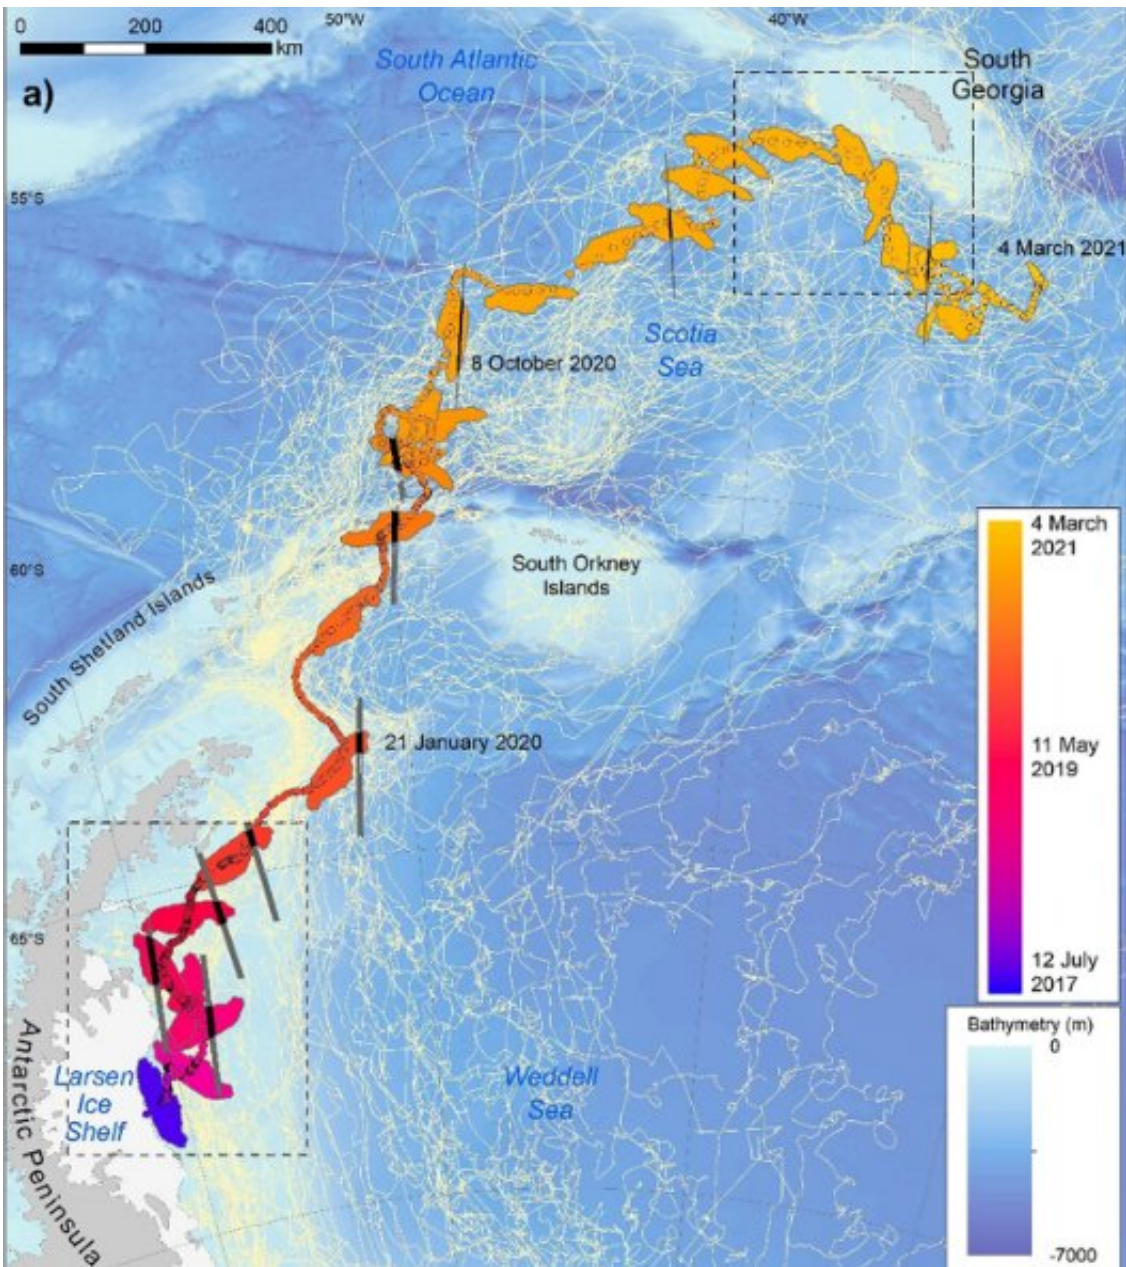 0 200 400
km
50°W
40°W
a)
South Atlantic
Ocean
South
Georgia
55°S
4 March 2021
Scotia
Sea
8 October 2020
4 March
2021
60°S
South Orkney
Islands
South Shetland Islands
21 January 2020
11 May
2019
65°S
12 July
2017
Antarctic Peninsula
Larsen
Ice
Shelf
Weddell
Sea
Bathymetry (m)
0
-7000